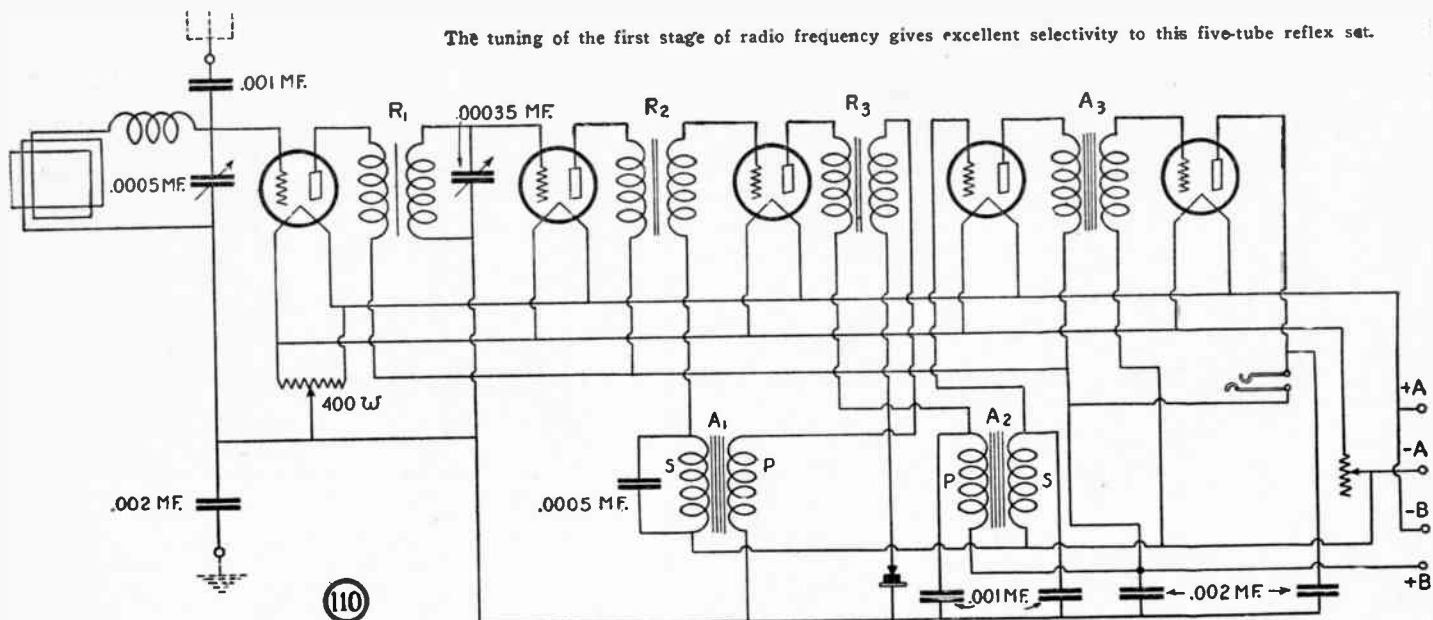 The tuning of the first stage of radio frequency gives excellent selectivity to this five-tube reflex set.
.001 MF.
R1
.00035 MF.
R2
R3
A3
.0005 MF.
400 ω
+A
A1
A2
-A
S
P
P
S
.0005 MF.
.002 MF.
-B
+B
110
.001 MF.
.002 MF.